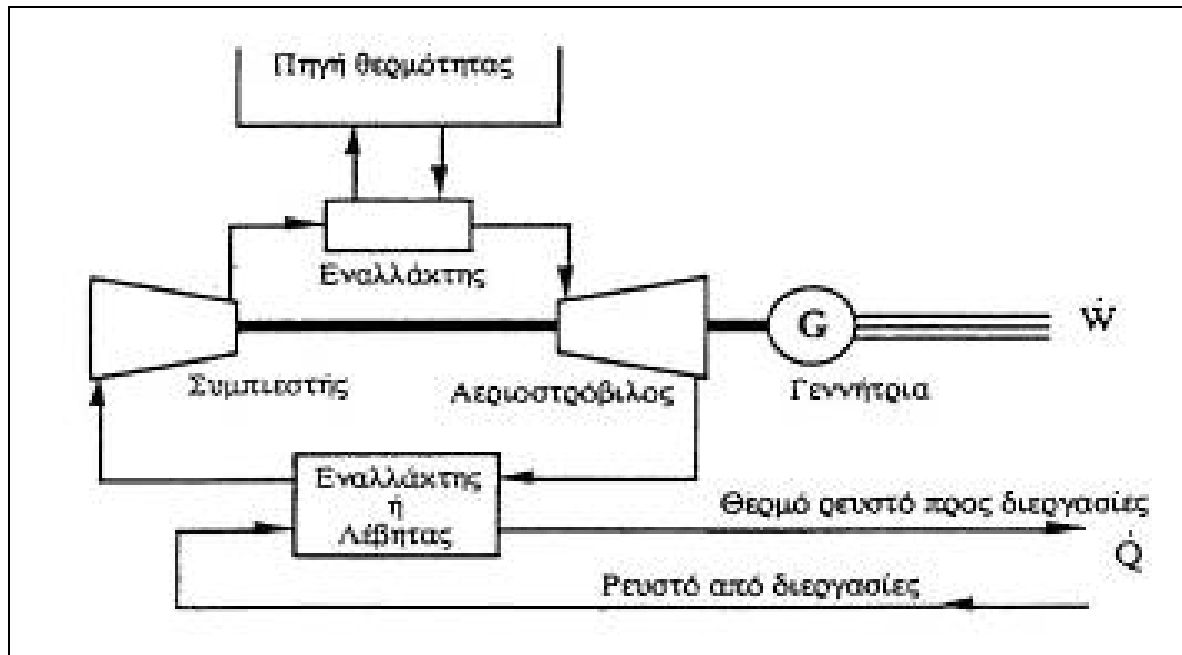 Πηγή θερμότητας
Εναλλάκτης
Ẇ
G
Συμπιεστής
Αεριοστρόβιλος
Γεννήτρια
Εναλλάκτης
ή
Λέβητας
Θερμό ρευστό προς διεργασίες
Q̇
Ρευστό από διεργασίες